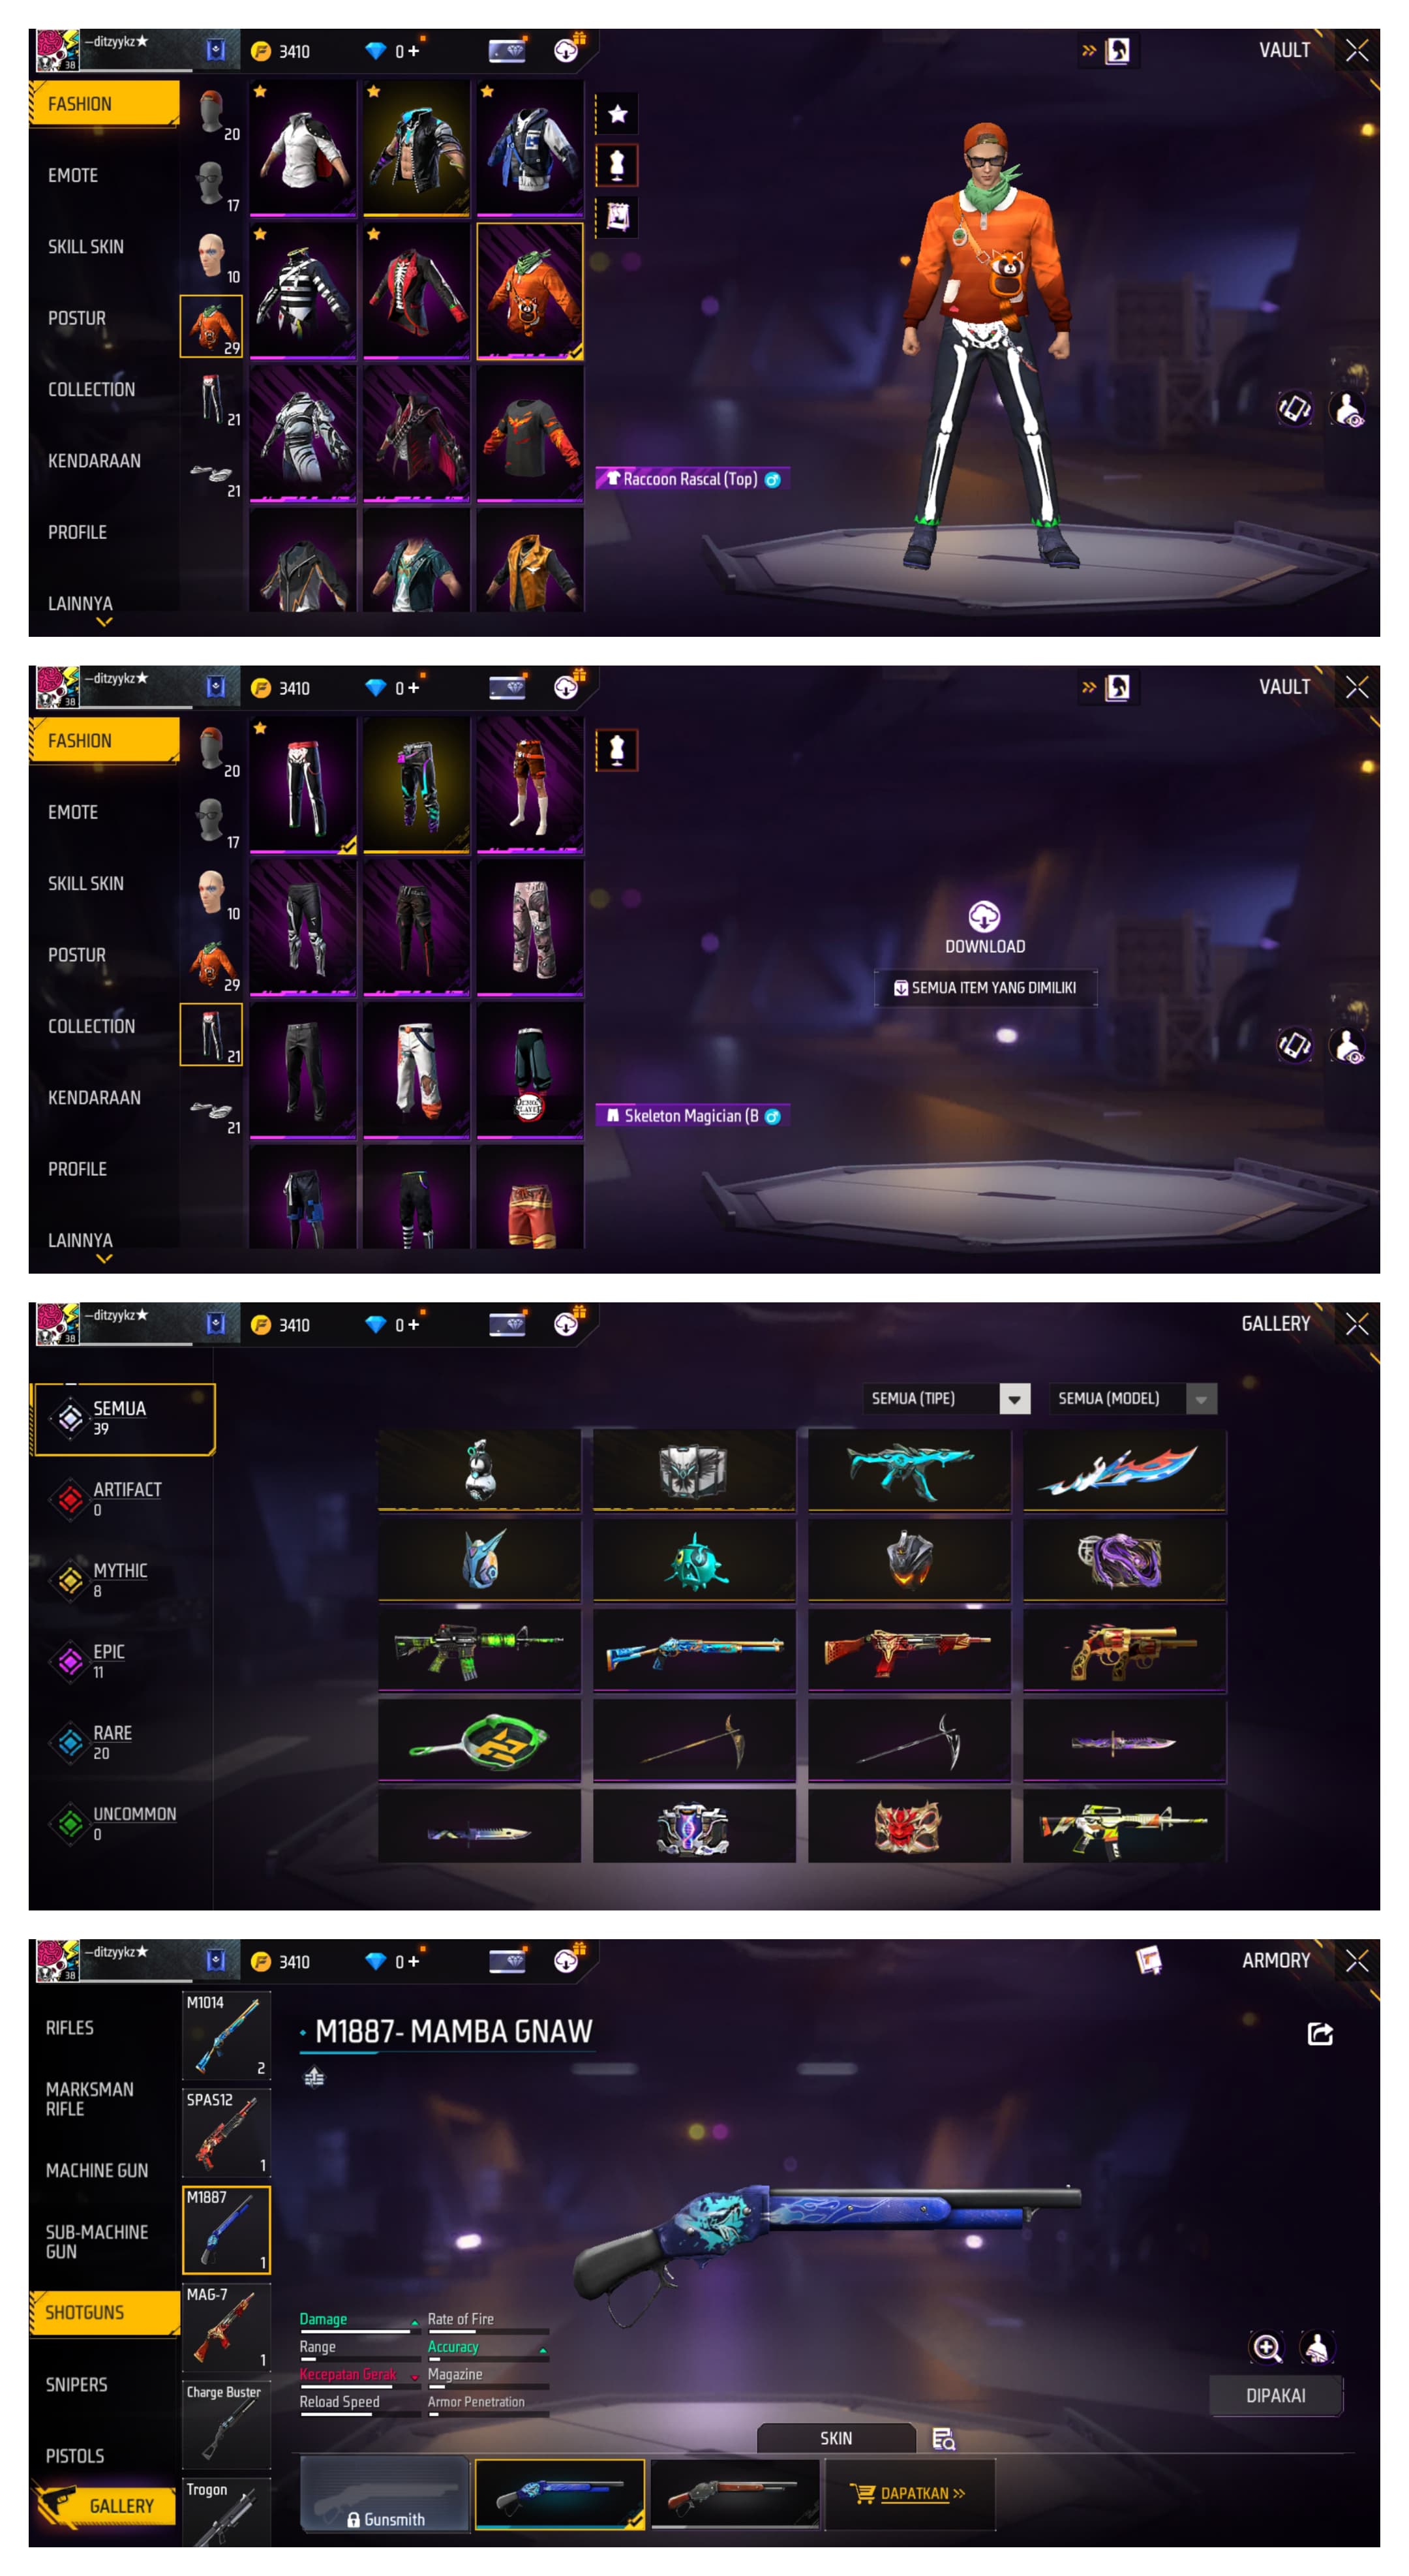 —ditzyykz★
38
3410
0 +
VAULT
FASHION
EMOTE
SKILL SKIN
POSTUR
COLLECTION
KENDARAAN
PROFILE
LAINNYA
20
17
10
29
21
21
Raccoon Rascal (Top)
—ditzyykz★
38
3410
0 +
VAULT
FASHION
EMOTE
SKILL SKIN
POSTUR
COLLECTION
KENDARAAN
PROFILE
LAINNYA
20
17
10
29
21
21
DEMON SLAYER
DOWNLOAD
SEMUA ITEM YANG DIMILIKI
Skeleton Magician (B
—ditzyykz★
38
3410
0 +
GALLERY
SEMUA
39
ARTIFACT
0
MYTHIC
8
EPIC
11
RARE
20
UNCOMMON
0
SEMUA (TIPE)
SEMUA (MODEL)
—ditzyykz★
38
3410
0 +
ARMORY
RIFLES
MARKSMAN
RIFLE
MACHINE GUN
SUB-MACHINE
GUN
SHOTGUNS
SNIPERS
PISTOLS
GALLERY
M1014
2
SPAS12
1
M1887
1
MAG-7
1
Charge Buster
Trogon
M1887- MAMBA GNAW
Damage
Rate of Fire
Range
Accuracy
Kecepatan Gerak
Magazine
Reload Speed
Armor Penetration
DIPAKAI
SKIN
Gunsmith
DAPATKAN >>